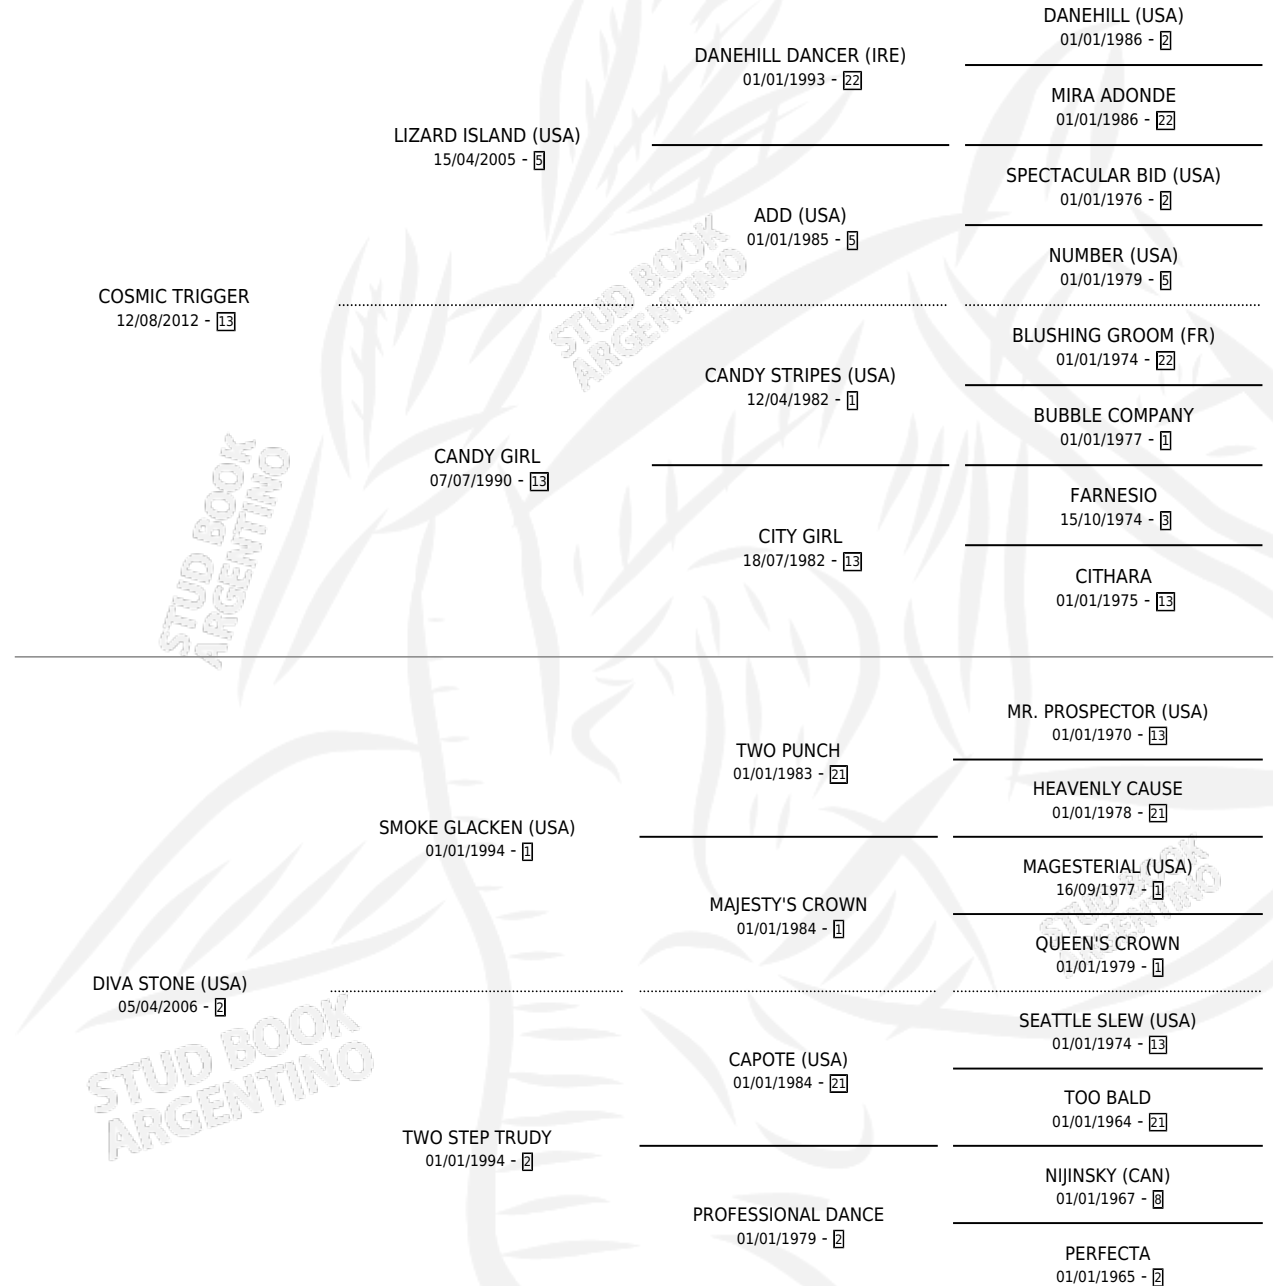 DANEHILL (USA)
01/01/1986 - 2
DANEHILL DANCER (IRE)
01/01/1993 - 22
MIRA ADONDE
01/01/1986 - 22
LIZARD ISLAND (USA)
15/04/2005 - 5
SPECTACULAR BID (USA)
01/01/1976 - 2
ADD (USA)
01/01/1985 - 5
NUMBER (USA)
01/01/1979 - 5
COSMIC TRIGGER
12/08/2012 - 13
BLUSHING GROOM (FR)
01/01/1974 - 22
CANDY STRIPES (USA)
12/04/1982 - 1
BUBBLE COMPANY
01/01/1977 - 1
CANDY GIRL
07/07/1990 - 13
FARNESIO
15/10/1974 - 3
CITY GIRL
18/07/1982 - 13
CITHARA
01/01/1975 - 13
MR. PROSPECTOR (USA)
01/01/1970 - 13
TWO PUNCH
01/01/1983 - 21
HEAVENLY CAUSE
01/01/1978 - 21
SMOKE GLACKEN (USA)
01/01/1994 - 1
MAGESTERIAL (USA)
16/09/1977 - 1
MAJESTY'S CROWN
01/01/1984 - 1
QUEEN'S CROWN
01/01/1979 - 1
DIVA STONE (USA)
05/04/2006 - 2
SEATTLE SLEW (USA)
01/01/1974 - 13
CAPOTE (USA)
01/01/1984 - 21
TOO BALD
01/01/1964 - 21
TWO STEP TRUDY
01/01/1994 - 2
NIJINSKY (CAN)
01/01/1967 - 8
PROFESSIONAL DANCE
01/01/1979 - 2
PERFECTA
01/01/1965 - 2
STUD BOOK
ARGENTINO
STUD BOOK
ARGENTINO
STUD BOOK
ARGENTINO
STUD BOOK
ARGENTINO